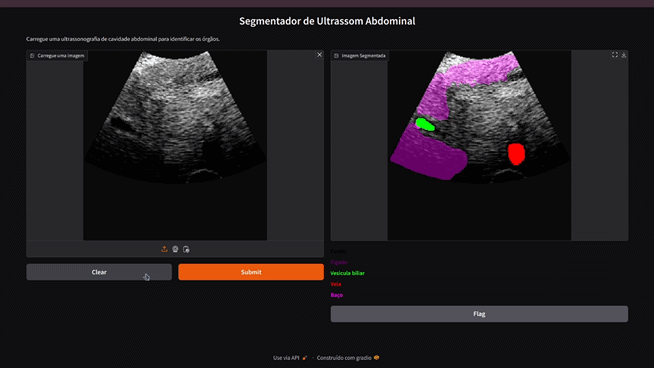 Segmentador de Ultrassom Abdominal
Carregue uma ultrassonografia de cavidade abdominal para identificar os órgãos.
Carregue uma imagem
Imagem Segmentada
Fígado
Vesícula biliar
Veia
Baço
Clear
Submit
Flag
Use via API
·
Construído com gradio